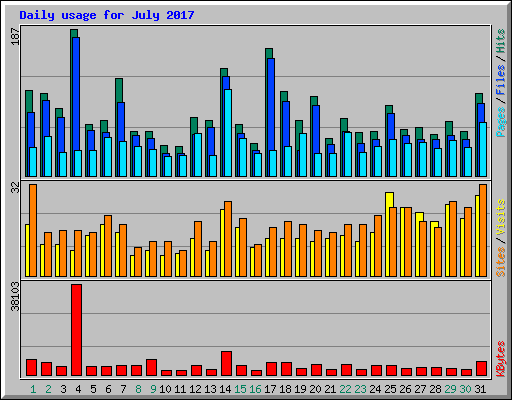 Daily usage for July 2017
187
Pages/Files/Hits
32
Sites/Visits
38103
KBytes
1 2 3 4 5 6 7 8 9 10 11 12 13 14 15 16 17 18 19 20 21 22 23 24 25 26 27 28 29 30 31